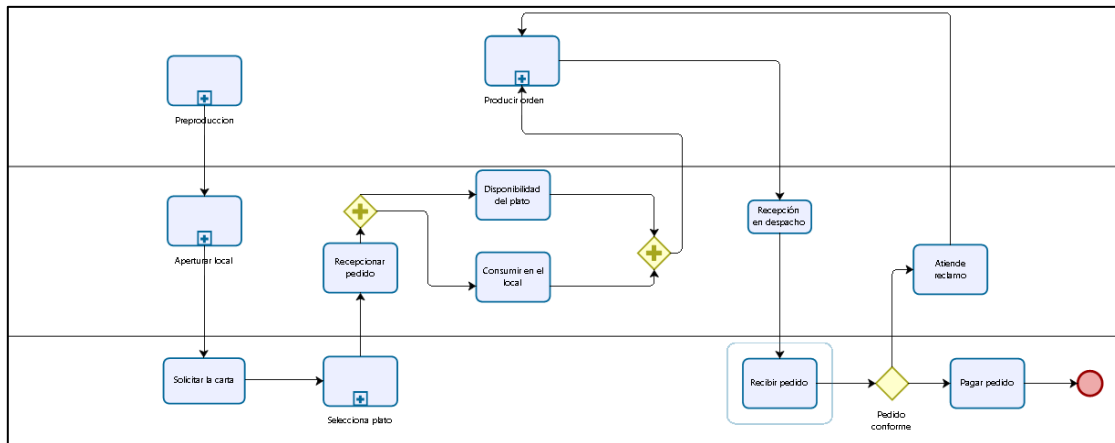 Preproduccion
Producir orden
Aperturar local
Recepcionar
pedido
Disponibilidad
del plato
Consumir en el
local
Recepción
en despacho
Atiende
reclamo
Solicitar la carta
Selecciona plato
Recibir pedido
Pedido
conforme
Pagar pedido